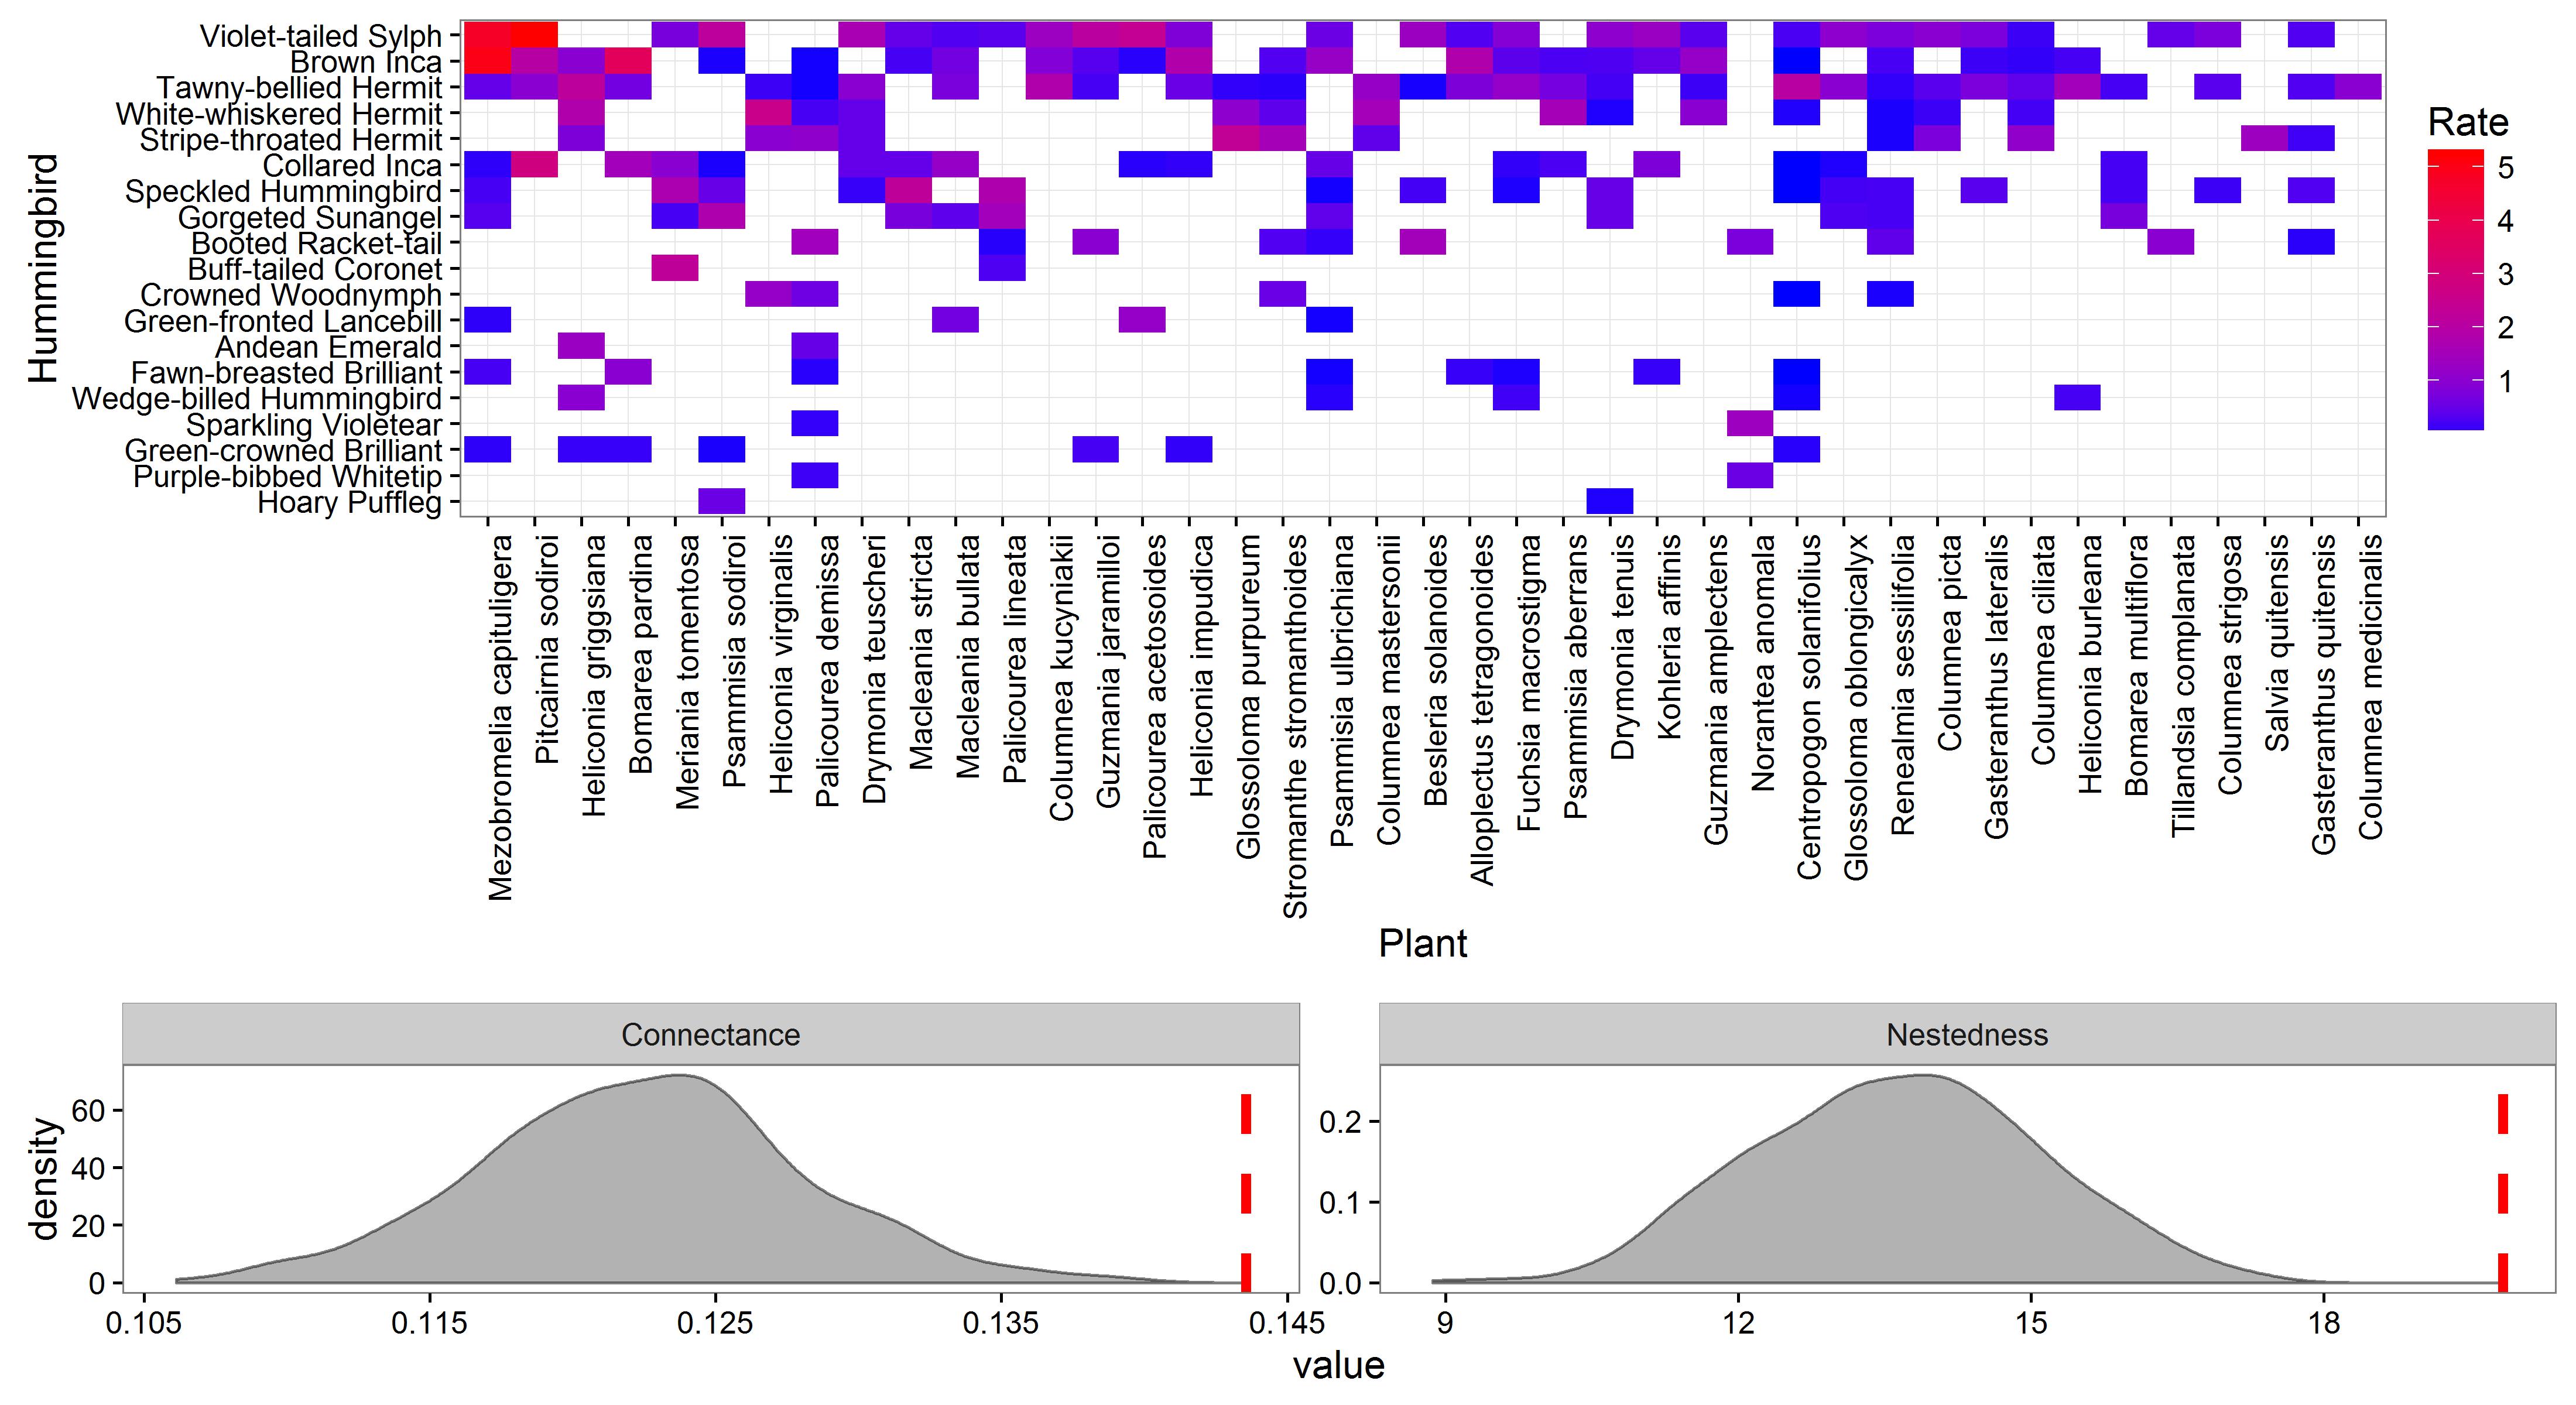 Hummingbird
Violet-tailed Sylph
Brown Inca
Tawny-bellied Hermit
White-whiskered Hermit
Stripe-throated Hermit
Collared Inca
Speckled Hummingbird
Gorgeted Sunangel
Booted Racket-tail
Buff-tailed Coronet
Crowned Woodnymph
Green-fronted Lancebill
Andean Emerald
Fawn-breasted Brilliant
Wedge-billed Hummingbird
Sparkling Violetear
Green-crowned Brilliant
Purple-bibbed Whitetip
Hoary Puffleg
Rate
5
4
3
2
1
Mezobromelia capituligera
Pitcairnia sodiroi
Heliconia griggsiana
Bomarea pardina
Meriania tomentosa
Psammisia sodiroi
Heliconia virginalis
Palicourea demissa
Drymonia teuscheri
Macleania stricta
Macleania bullata
Palicourea lineata
Columnea kucyniakii
Guzmania jaramilloi
Palicourea acetosoides
Heliconia impudica
Glossoloma purpureum
Stromanthe stromanthoides
Psammisia ulbrichiana
Columnea mastersonii
Besleria solanoides
Alloplectus tetragonoides
Fuchsia macrostigma
Psammisia aberrans
Drymonia tenuis
Kohleria affinis
Guzmania amplectens
Norantea anomala
Centropogon solanifolius
Glossoloma oblongicalyx
Renealmia sessilifolia
Columnea picta
Gasteranthus lateralis
Columnea ciliata
Heliconia burleana
Bomarea multiflora
Tillandsia complanata
Columnea strigosa
Salvia quitensis
Gasteranthus quitensis
Columnea medicinalis
Plant
Connectance
Nestedness
density
60
40
20
0
0.2
0.1
0.0
0.105 0.115 0.125 0.135 0.145
9 12 15 18
value